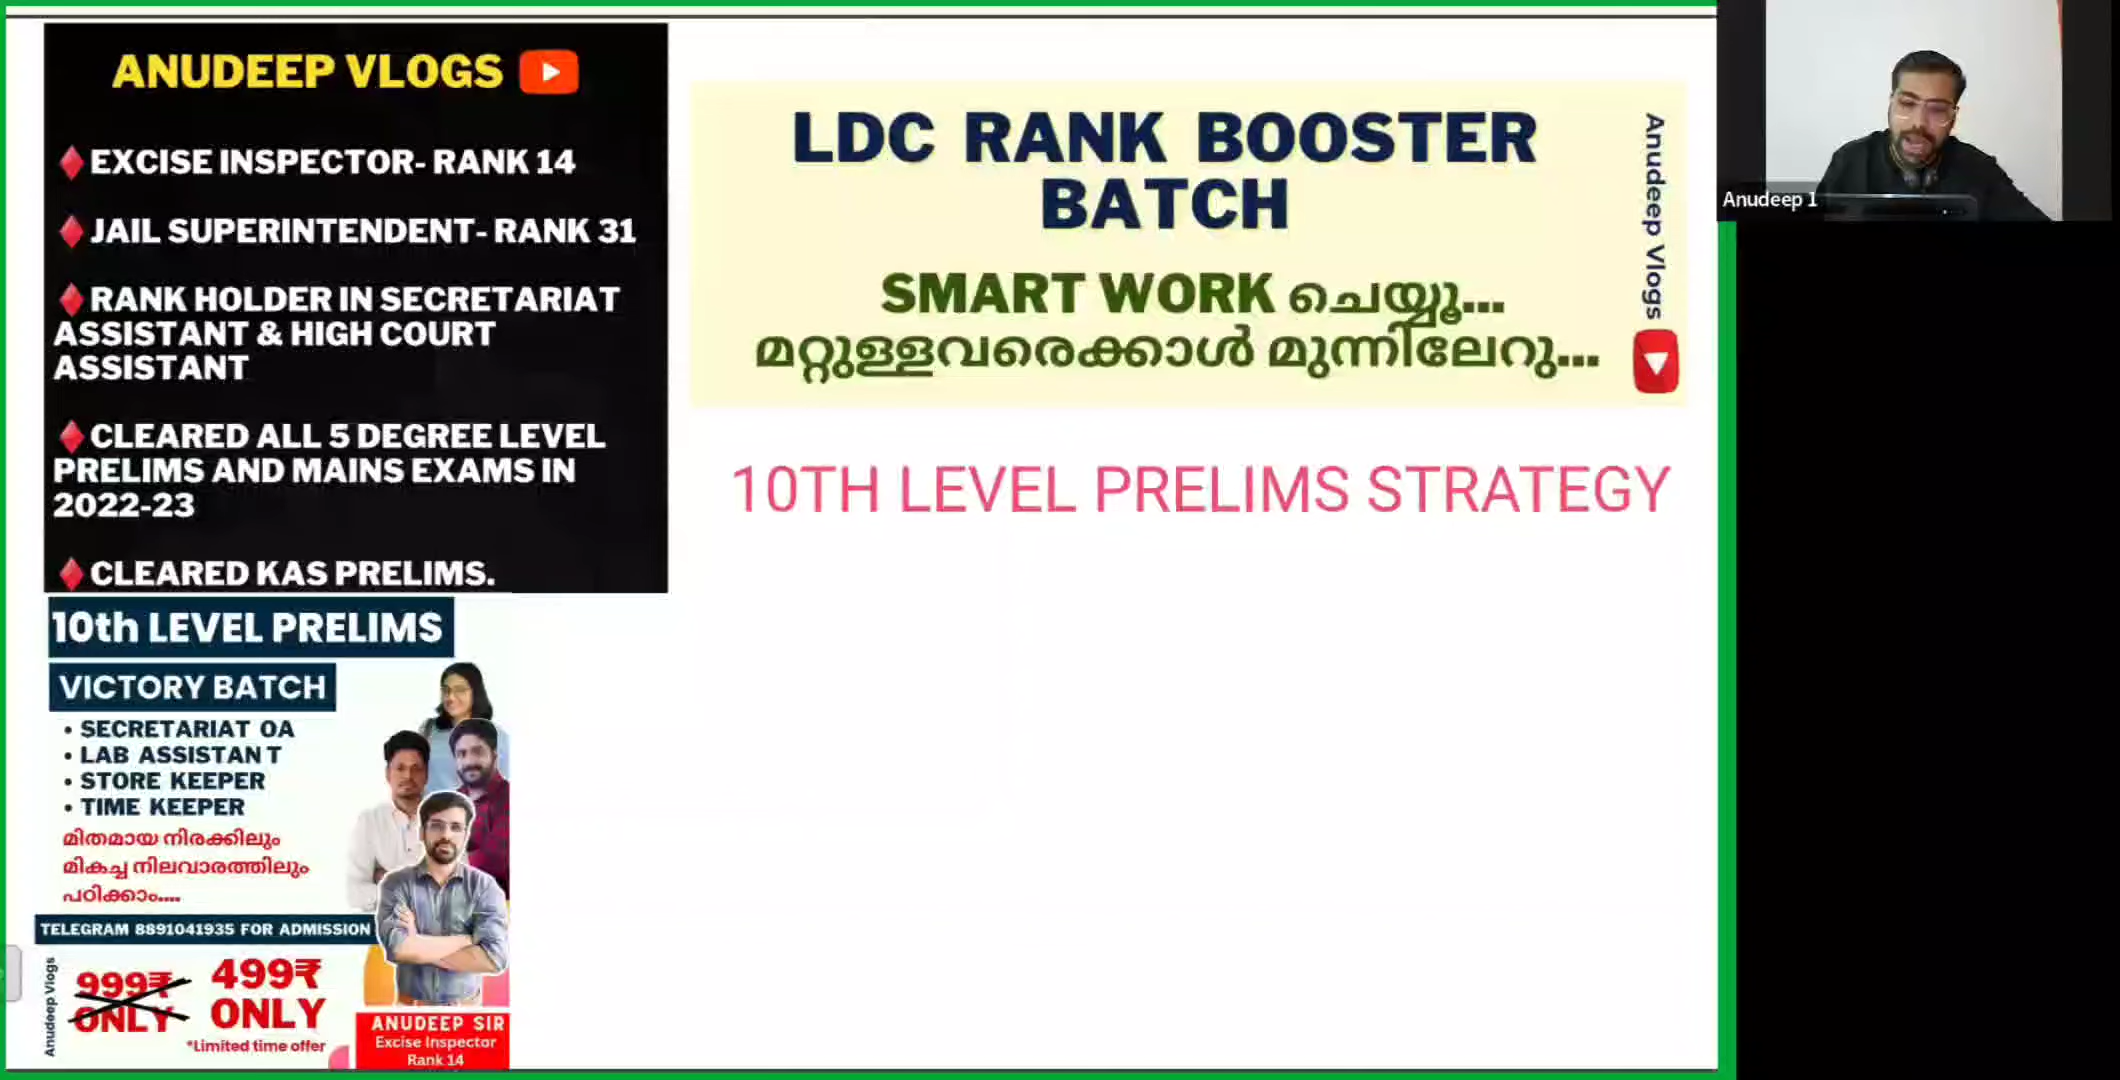 ANUDEEP VLOGS
♦EXCISE INSPECTOR- RANK 14
♦JAIL SUPERINTENDENT- RANK 31
♦RANK HOLDER IN SECRETARIAT
ASSISTANT & HIGH COURT
ASSISTANT
♦CLEARED ALL 5 DEGREE LEVEL
PRELIMS AND MAINS EXAMS IN
2022-23
♦CLEARED KAS PRELIMS.
LDC RANK BOOSTER
BATCH
SMART WORK ചെയ്യൂ...
മറ്റുള്ളവരെക്കാൾ മുന്നിലേറു...
Anudeep Vlogs
10TH LEVEL PRELIMS STRATEGY
Anudeep 1
10th LEVEL PRELIMS
VICTORY BATCH
• SECRETARIAT OA
• LAB ASSISTANT
• STORE KEEPER
• TIME KEEPER
മിതമായ നിരക്കിലും
മികച്ച നിലവാരത്തിലും
പഠിക്കാം....
TELEGRAM 8891041935 FOR ADMISSION
Anudeep Vlogs
999₹
ONLY
499₹
ONLY
*Limited time offer
ANUDEEP SIR
Excise Inspector
Rank 14